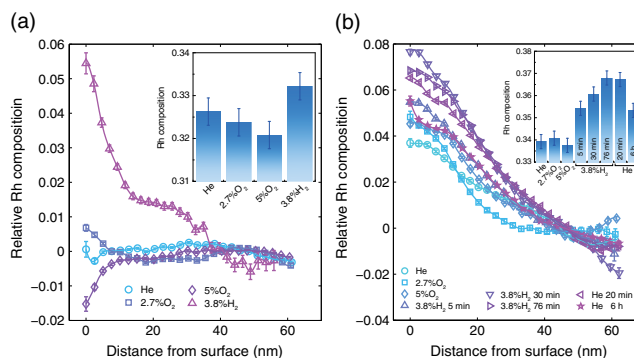 (a)
0.06
0.05
0.04
0.03
0.02
0.01
0
-0.01
-0.02
Relative Rh compositioin
0
20
40
60
Distance from surface (nm)
He
2.7%O₂
5%O₂
3.8%H₂
0.34
0.33
0.32
0.31
Rh composition
He
2.7%O₂
5%O₂
3.8%H₂
(b)
0.08
0.06
0.04
0.02
0
-0.02
-0.04
Relative Rh compositioin
0
20
40
60
Distance from surface (nm)
He
2.7%O₂
5%O₂
3.8%H₂ 5 min
3.8%H₂ 30 min
3.8%H₂ 76 min
He 20 min
He 6 h
0.38
0.37
0.36
0.35
0.34
0.33
Rh composition
He
2.7%O₂
5%O₂
5 min
30 min
76 min
20 min
6 h
3.8%H₂
He